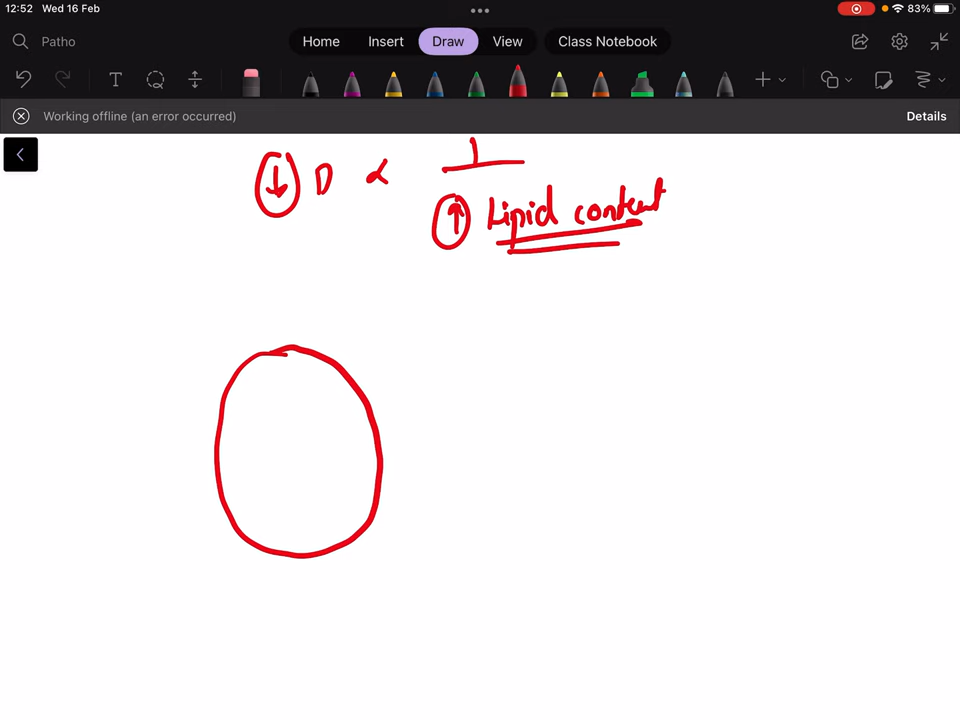 12:52 Wed 16 Feb
83%
Patho
Home Insert Draw View Class Notebook
T
Working offline (an error occurred) Details
↓ D ∝ 1
↑ Lipid content